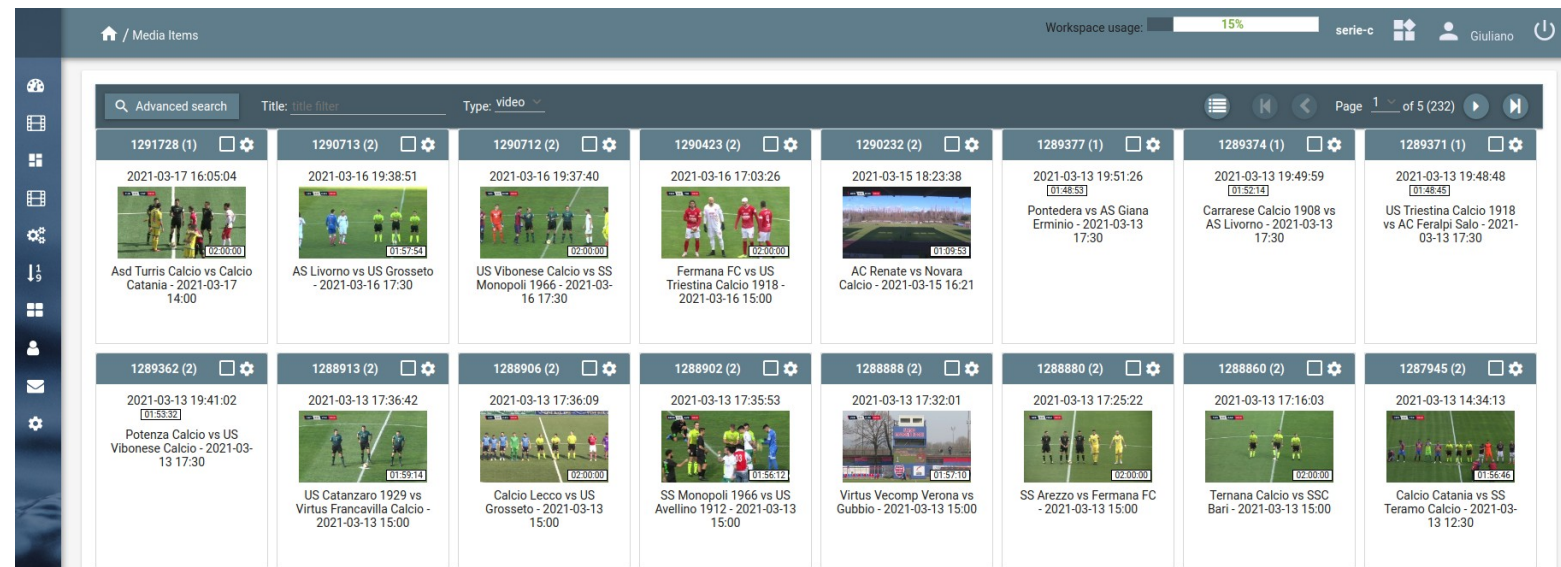 / Media Items
Workspace usage:
15%
serie-c
Giuliano
Advanced search
Title: title filter
Type: video
Page 1 of 5 (232)
1291728 (1)
2021-03-17 16:05:04
02:00:00
Asd Turris Calcio vs Calcio
Catania - 2021-03-17
14:00
1290713 (2)
2021-03-16 19:38:51
01:57:54
AS Livorno vs US Grosseto
- 2021-03-16 17:30
1290712 (2)
2021-03-16 19:37:40
02:00:00
US Vibonese Calcio vs SS
Monopoli 1966 - 2021-03-
16 17:30
1290423 (2)
2021-03-16 17:03:26
02:00:00
Fermana FC vs US
Triestina Calcio 1918 -
2021-03-16 15:00
1290232 (2)
2021-03-15 18:23:38
01:09:53
AC Renate vs Novara
Calcio - 2021-03-15 16:21
1289377 (1)
2021-03-13 19:51:26
01:48:53
Pontedera vs AS Giana
Erminio - 2021-03-13
17:30
1289374 (1)
2021-03-13 19:49:59
01:52:14
Carrarese Calcio 1908 vs
AS Livorno - 2021-03-13
17:30
1289371 (1)
2021-03-13 19:48:48
01:48:45
US Triestina Calcio 1918
vs AC Feralpi Salo - 2021-
03-13 17:30
1289362 (2)
2021-03-13 19:41:02
01:53:32
Potenza Calcio vs US
Vibonese Calcio - 2021-03-
13 17:30
1288913 (2)
2021-03-13 17:36:42
01:59:14
US Catanzaro 1929 vs
Virtus Francavilla Calcio -
2021-03-13 15:00
1288906 (2)
2021-03-13 17:36:09
02:00:00
Calcio Lecco vs US
Grosseto - 2021-03-13
15:00
1288902 (2)
2021-03-13 17:35:53
01:56:12
SS Monopoli 1966 vs US
Avellino 1912 - 2021-03-13
15:00
1288888 (2)
2021-03-13 17:32:01
01:57:10
Virtus Vecomp Verona vs
Gubbio - 2021-03-13 15:00
1288880 (2)
2021-03-13 17:25:22
02:00:00
SS Arezzo vs Fermana FC
- 2021-03-13 15:00
1288860 (2)
2021-03-13 17:16:03
02:00:00
Ternana Calcio vs SSC
Bari - 2021-03-13 15:00
1287945 (2)
2021-03-13 14:34:13
01:56:46
Calcio Catania vs SS
Teramo Calcio - 2021-03-
13 12:30